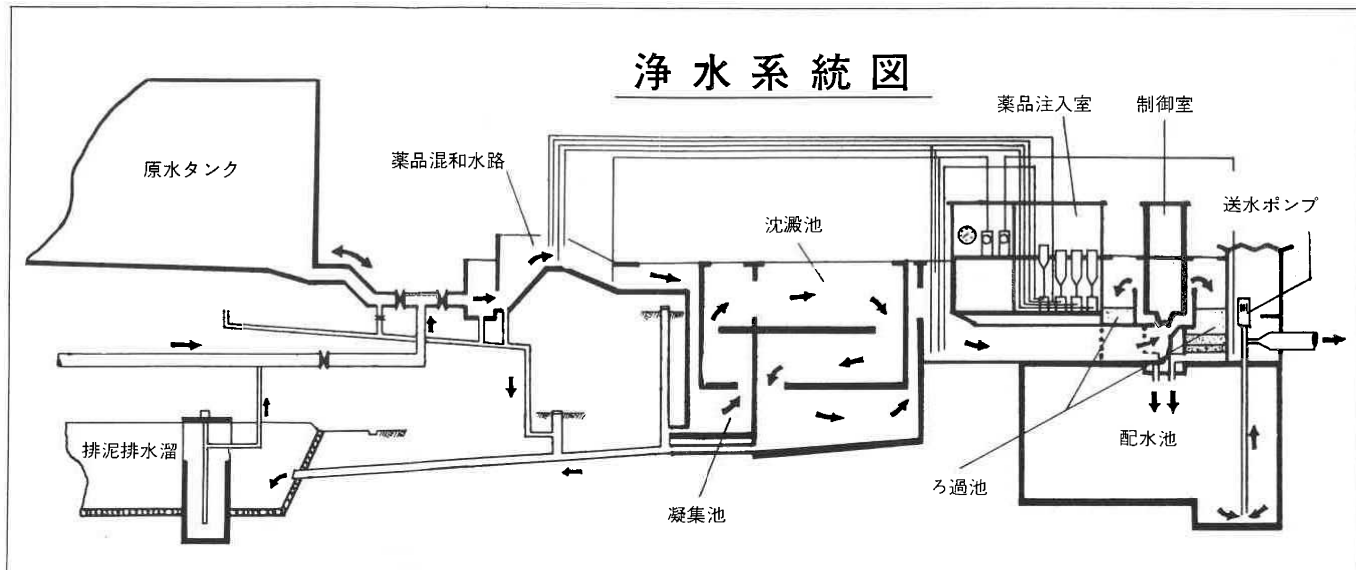 浄水系統図
薬品注入室
制御室
原水タンク
薬品混和水路
沈澱池
送水ポンプ
排泥排水溜
凝集池
ろ過池
配水池